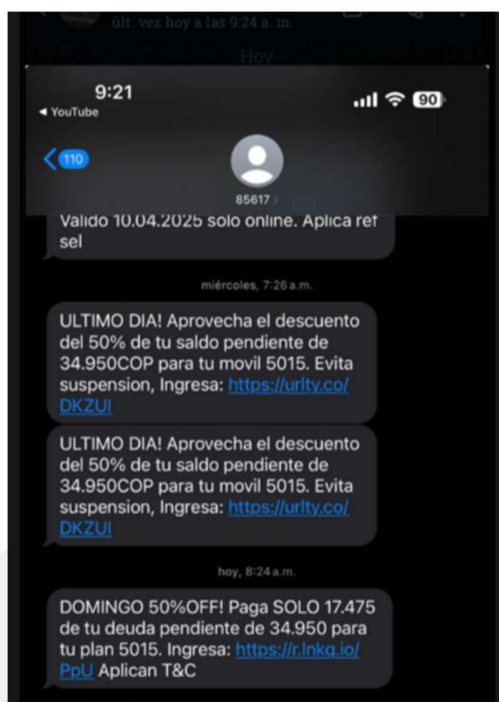 últ. vez hoy a las 9:24 a. m.
Hoy
9:21
90
◀ YouTube
110
85617
Valido 10.04.2025 solo online. Aplica ref
sel
miércoles, 7:26 a.m.
ULTIMO DIA! Aprovecha el descuento
del 50% de tu saldo pendiente de
34.950COP para tu movil 5015. Evita
suspension, Ingresa: https://urlty.co/
DKZUI
ULTIMO DIA! Aprovecha el descuento
del 50% de tu saldo pendiente de
34.950COP para tu movil 5015. Evita
suspension, Ingresa: https://urlty.co/
DKZUI
hoy, 8:24 a.m.
DOMINGO 50%OFF! Paga SOLO 17.475
de tu deuda pendiente de 34.950 para
tu plan 5015. Ingresa: https://r.lnkq.io/
PpU Aplican T&C